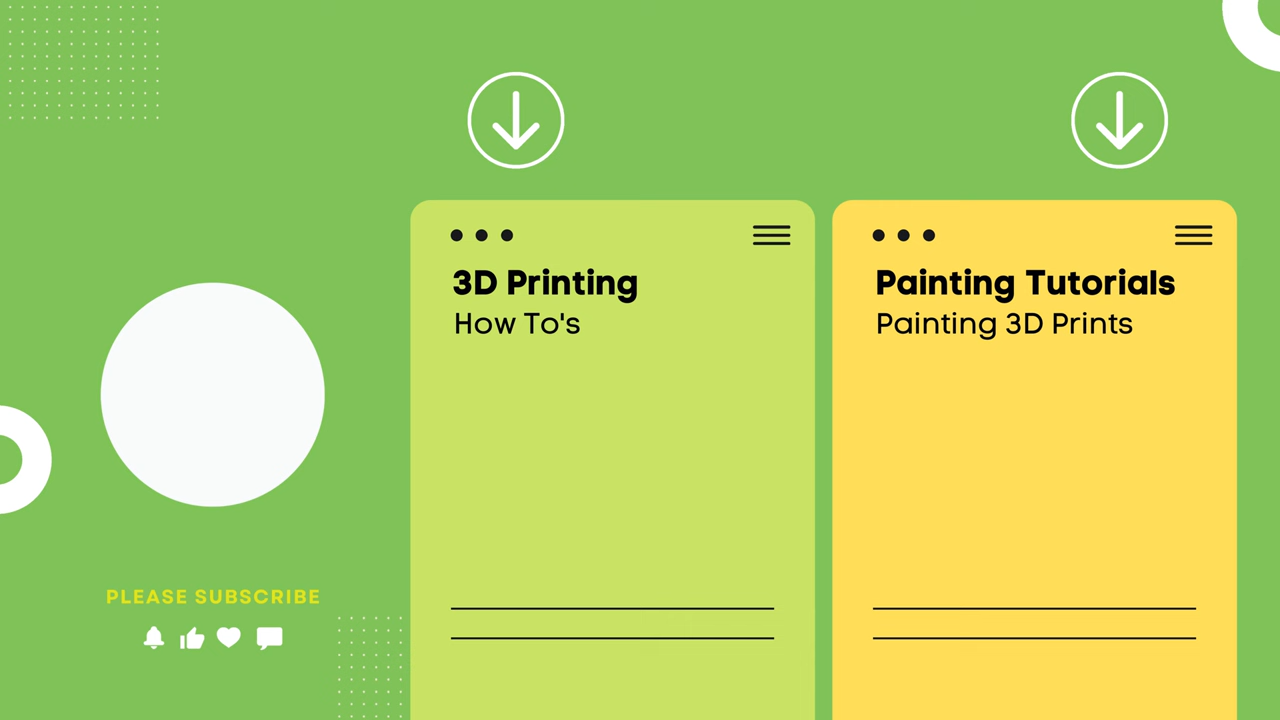 3D Printing
How To's
Painting Tutorials
Painting 3D Prints
PLEASE SUBSCRIBE